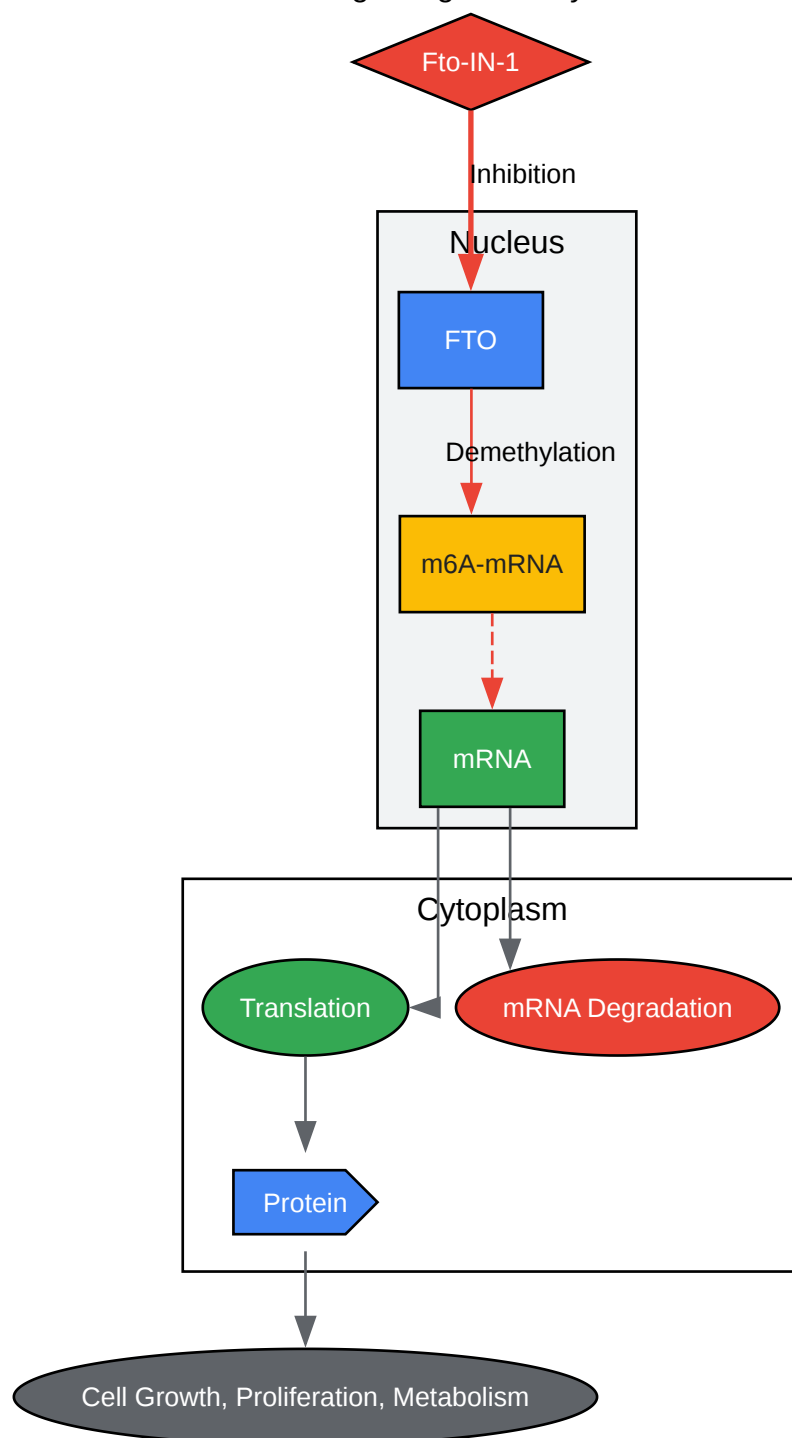 Fto-IN-1
Inhibition
Nucleus
FTO
Demethylation
m6A-mRNA
mRNA
Cytoplasm
Translation
mRNA Degradation
Protein
Cell Growth, Proliferation, Metabolism